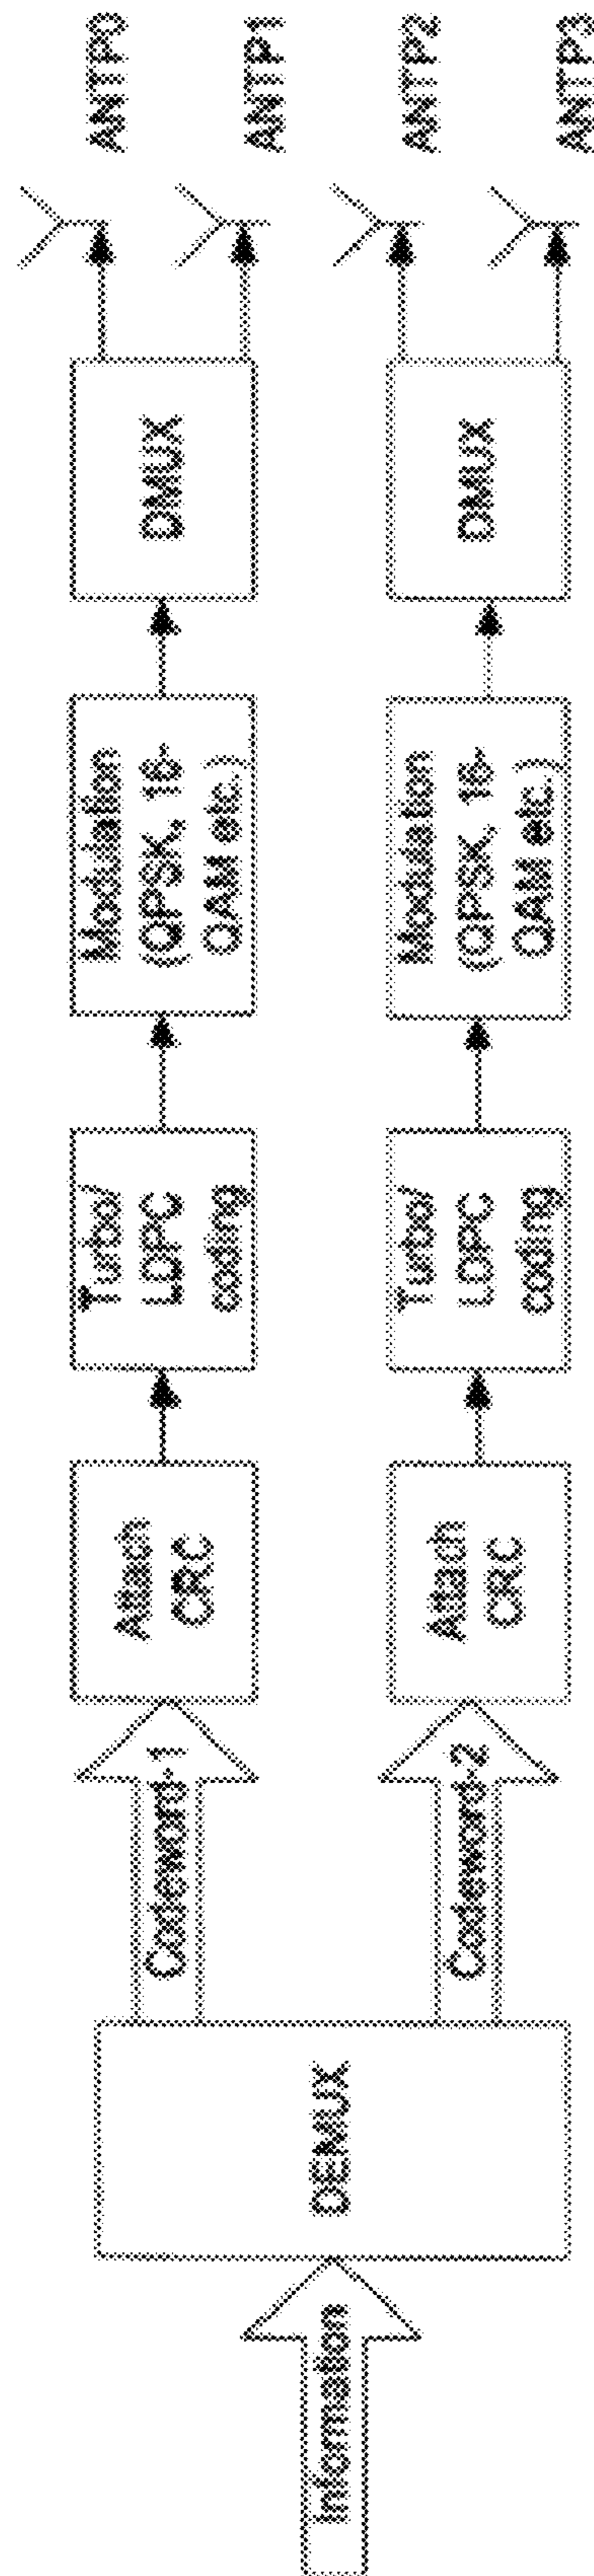 Information
DEMUX
Codeword-1
Attach
CRC
Turbo/
LDPC
coding
Modulation
(QPSK, 16-
QAM etc.)
DMUX
ANTP0
ANTP1
Codeword-2
Attach
CRC
Turbo/
LDPC
coding
Modulation
(QPSK, 16-
QAM etc.)
DMUX
ANTP2
ANTP3